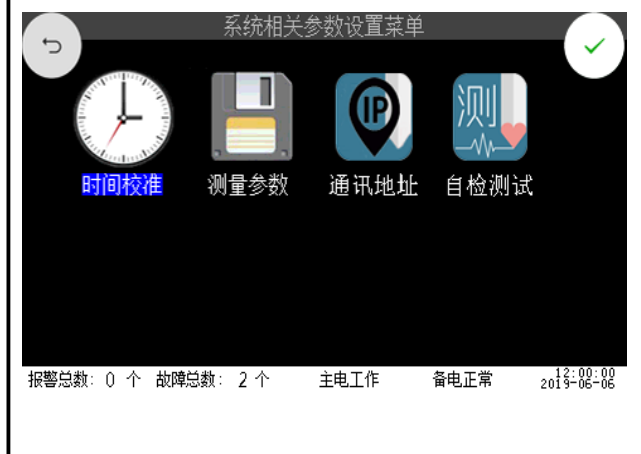 系统相关参数设置菜单
IP 测
时间校准 测量参数 通讯地址 自检测试
报警总数: 0 个 故障总数: 2 个 主电工作 备电正常 12:00:00
2019-06-06